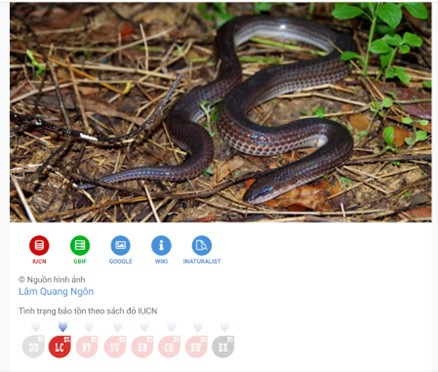 IUCN GBIF GOOGLE WIKI INATURALIST
© Nguồn hình ảnh
Lâm Quang Ngôn
Tình trạng bảo tồn theo sách đỏ IUCN
DD LC NT VU EN CR EW EX